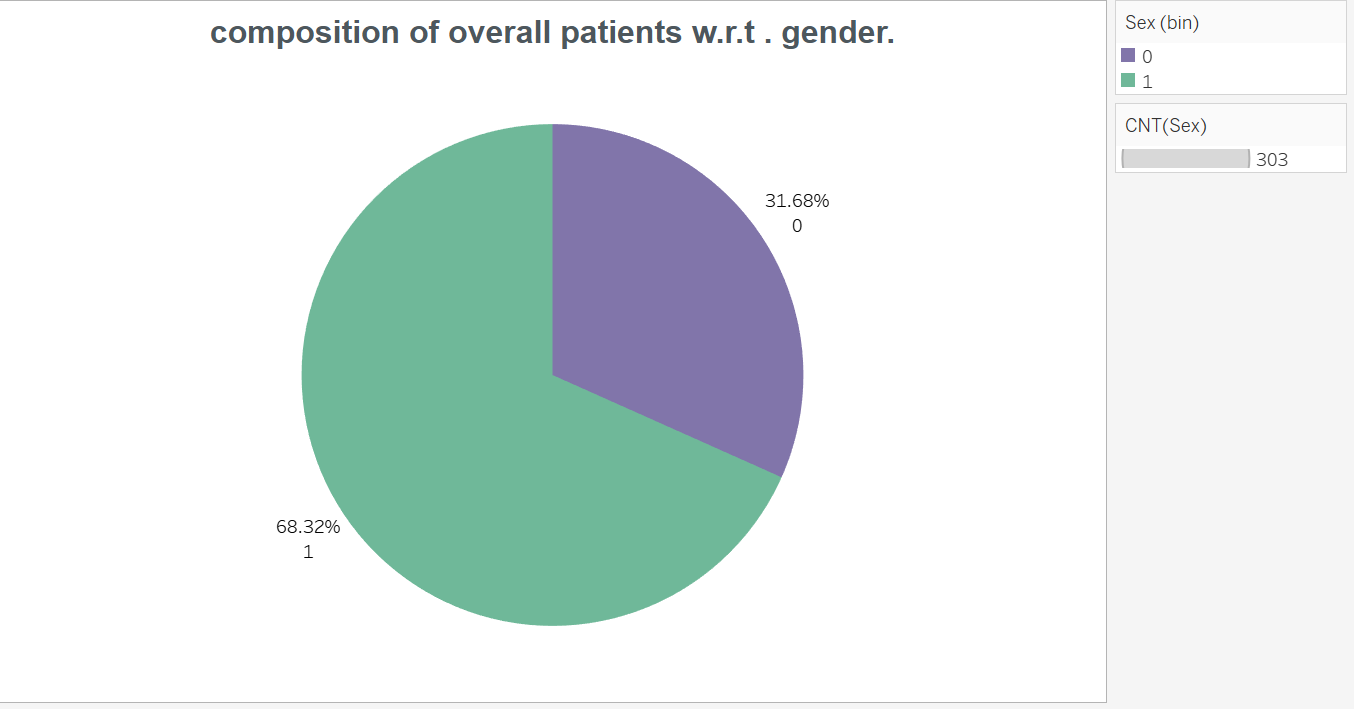 composition of overall patients w.r.t . gender.
31.68%
0
68.32%
1
Sex (bin)
0
1
CNT(Sex)
303